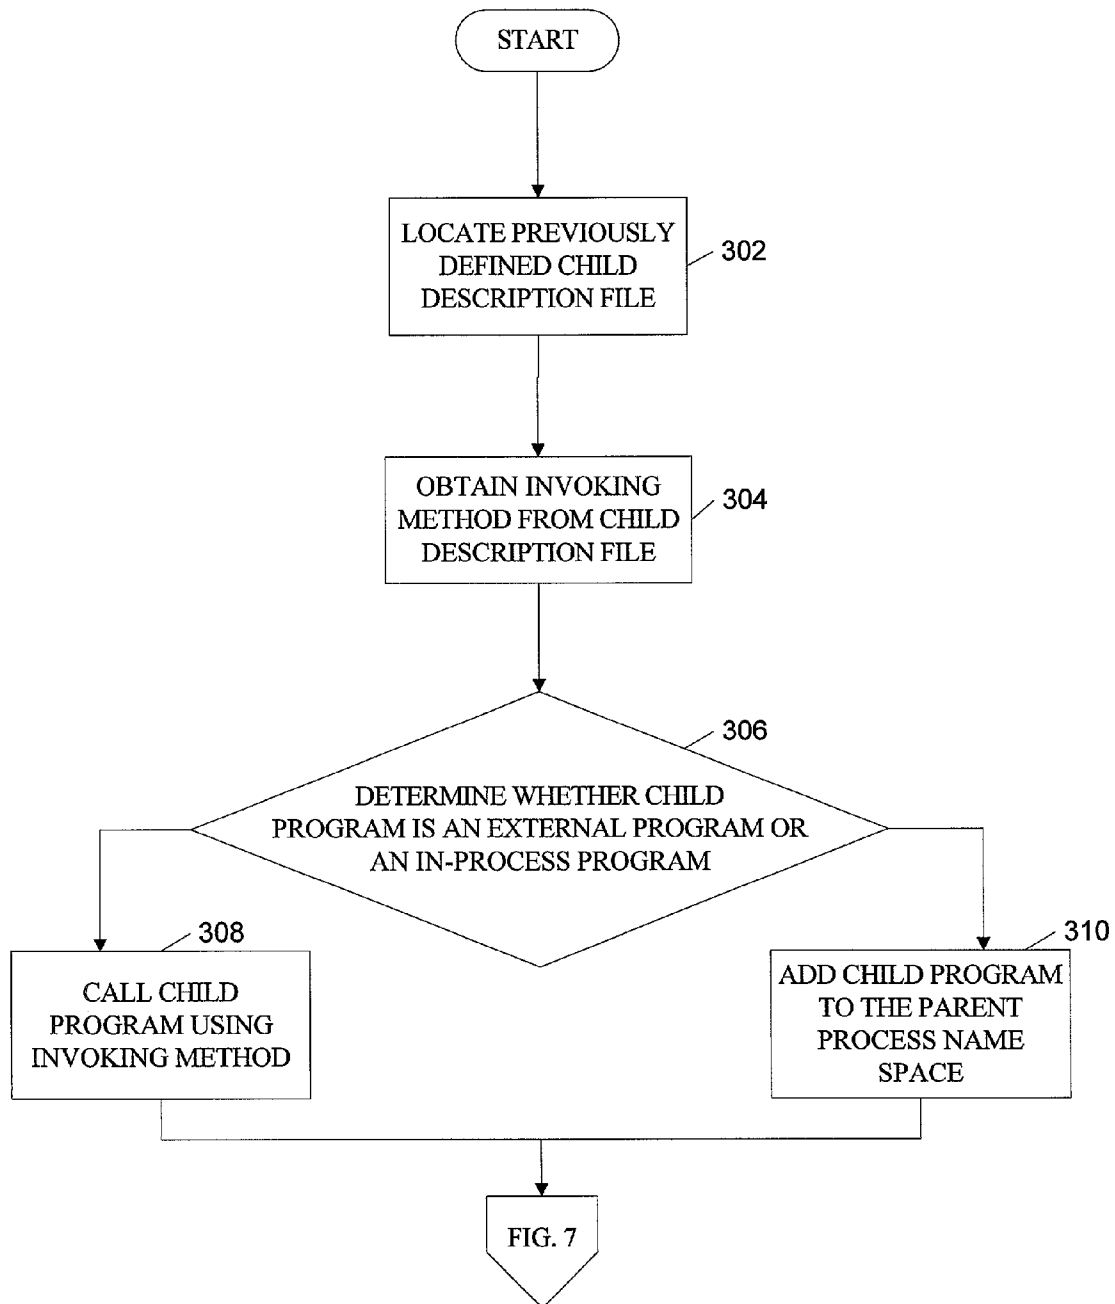 START
LOCATE PREVIOUSLY
DEFINED CHILD
DESCRIPTION FILE
302
OBTAIN INVOKING
METHOD FROM CHILD
DESCRIPTION FILE
304
306
DETERMINE WHETHER CHILD
PROGRAM IS AN EXTERNAL PROGRAM OR
AN IN-PROCESS PROGRAM
308
CALL CHILD
PROGRAM USING
INVOKING METHOD
310
ADD CHILD PROGRAM
TO THE PARENT
PROCESS NAME
SPACE
FIG. 7